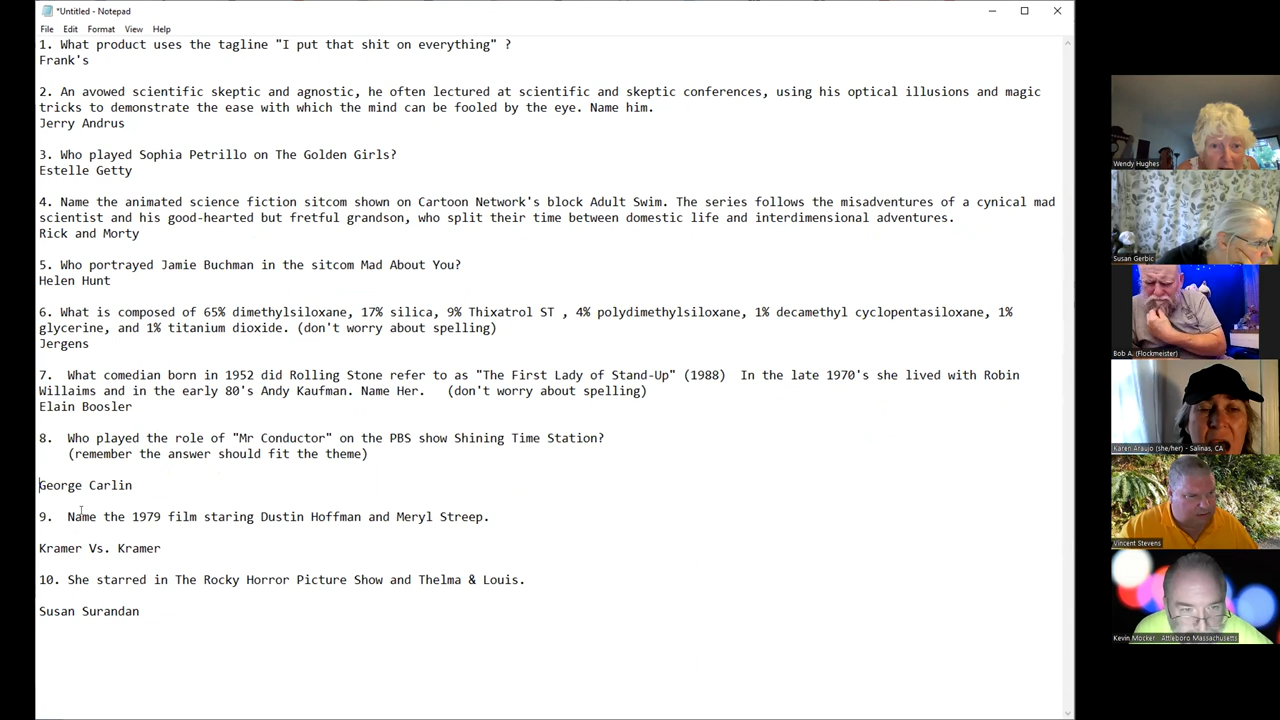 *Untitled - Notepad
File Edit Format View Help
1. What product uses the tagline "I put that shit on everything" ?
Frank's
2. An avowed scientific skeptic and agnostic, he often lectured at scientific and skeptic conferences, using his optical illusions and magic
tricks to demonstrate the ease with which the mind can be fooled by the eye. Name him.
Jerry Andrus
3. Who played Sophia Petrillo on The Golden Girls?
Estelle Getty
4. Name the animated science fiction sitcom shown on Cartoon Network's block Adult Swim. The series follows the misadventures of a cynical mad
scientist and his good-hearted but fretful grandson, who split their time between domestic life and interdimensional adventures.
Rick and Morty
5. Who portrayed Jamie Buchman in the sitcom Mad About You?
Helen Hunt
6. What is composed of 65% dimethylsiloxane, 17% silica, 9% Thixatrol ST , 4% polydimethylsiloxane, 1% decamethyl cyclopentasiloxane, 1%
glycerine, and 1% titanium dioxide. (don't worry about spelling)
Jergens
7.  What comedian born in 1952 did Rolling Stone refer to as "The First Lady of Stand-Up" (1988)  In the late 1970's she lived with Robin
Willaims and in the early 80's Andy Kaufman. Name Her.   (don't worry about spelling)
Elain Boosler
8.  Who played the role of "Mr Conductor" on the PBS show Shining Time Station?
(remember the answer should fit the theme)
George Carlin
9.  Name the 1979 film staring Dustin Hoffman and Meryl Streep.
Kramer Vs. Kramer
10. She starred in The Rocky Horror Picture Show and Thelma & Louis.
Susan Surandan
Wendy Hughes
Susan Gerbic
Bob A. (Flockmeister)
Karen Araujo (she/her) - Salinas, CA
Vincent Stevens
Kevin Mocker - Attleboro Massachusetts